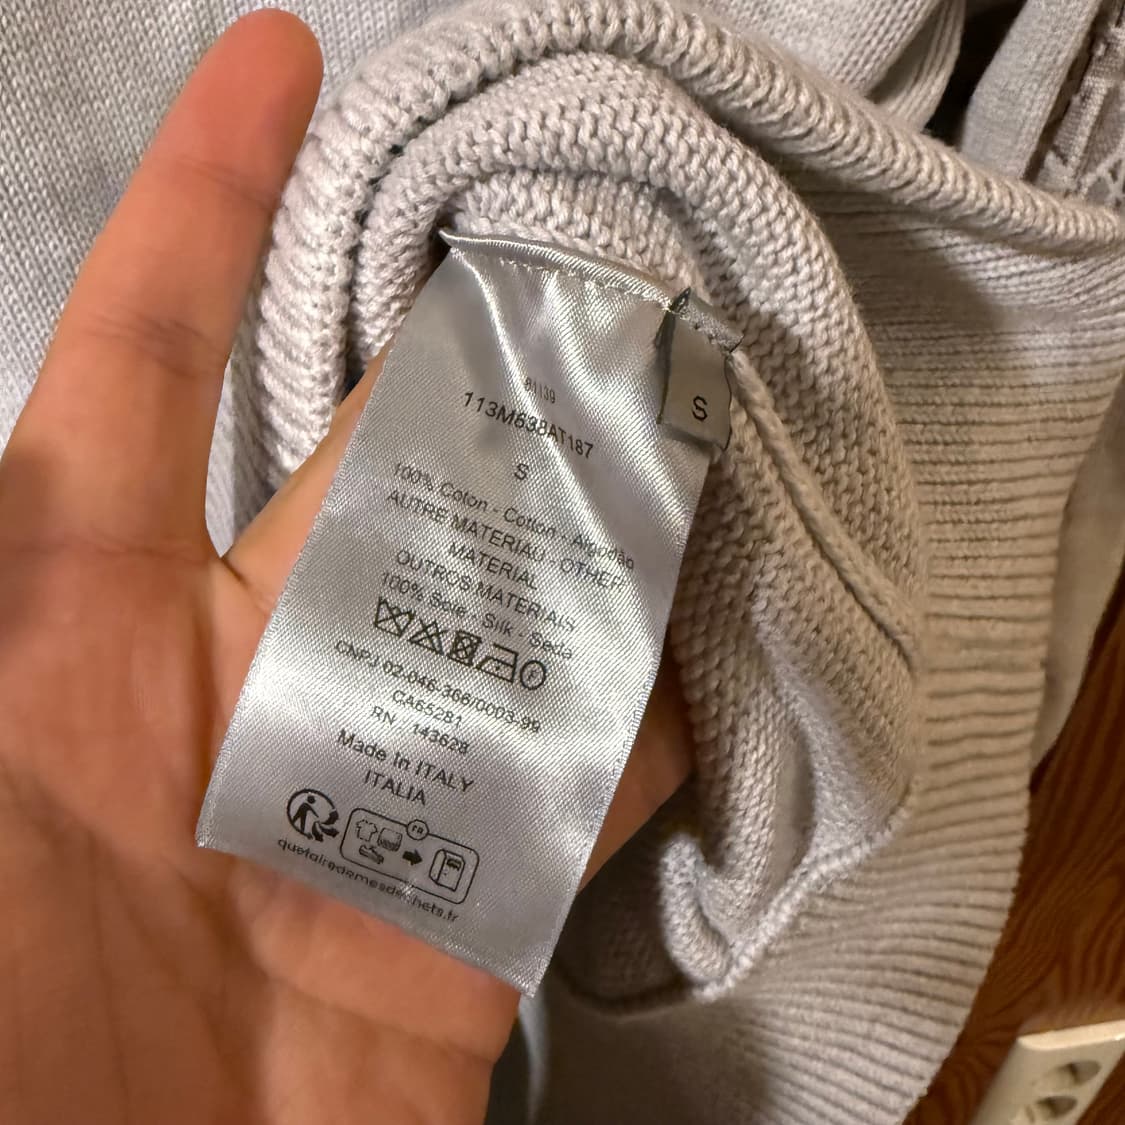 S
113M638AT187
S
100% Coton - Cotton - Algodão
AUTRE MATERIAU - OTHER
MATERIAL
OUTROS MATERIAIS
100% Soie - Silk - Seda
CNPJ 02-046-366/0003-99
CA65281
RN 143628
Made in ITALY
ITALIA
FR
quefairedemesdechets.fr